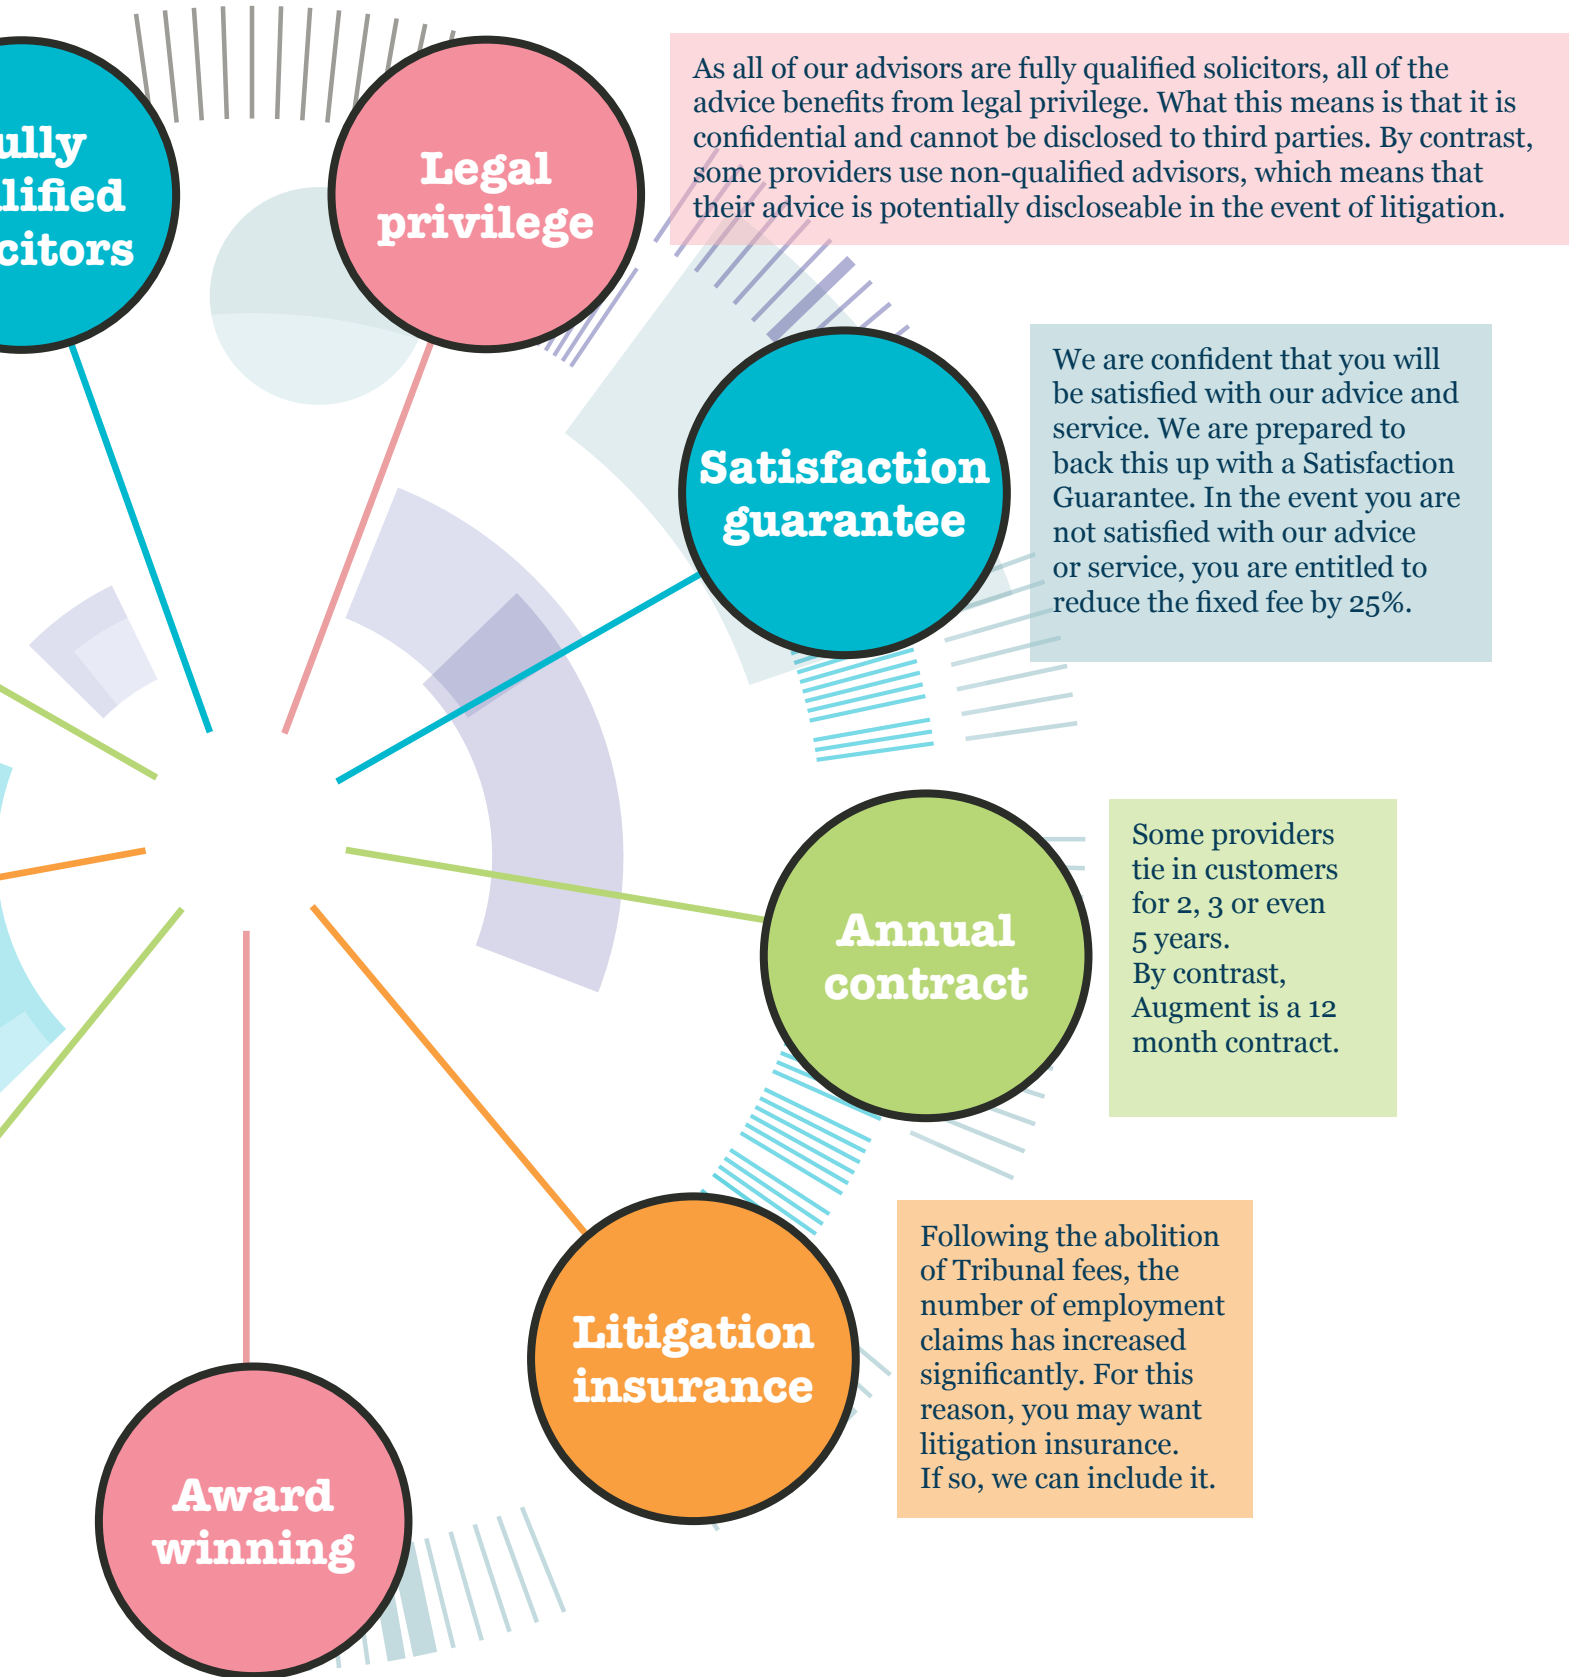 ully
lified
citors
Legal
privilege
As all of our advisors are fully qualified solicitors, all of the
advice benefits from legal privilege. What this means is that it is
confidential and cannot be disclosed to third parties. By contrast,
some providers use non-qualified advisors, which means that
their advice is potentially discloseable in the event of litigation.
Satisfaction
guarantee
We are confident that you will
be satisfied with our advice and
service. We are prepared to
back this up with a Satisfaction
Guarantee. In the event you are
not satisfied with our advice
or service, you are entitled to
reduce the fixed fee by 25%.
Annual
contract
Some providers
tie in customers
for 2, 3 or even
5 years.
By contrast,
Augment is a 12
month contract.
Litigation
insurance
Following the abolition
of Tribunal fees, the
number of employment
claims has increased
significantly. For this
reason, you may want
litigation insurance.
If so, we can include it.
Award
winning